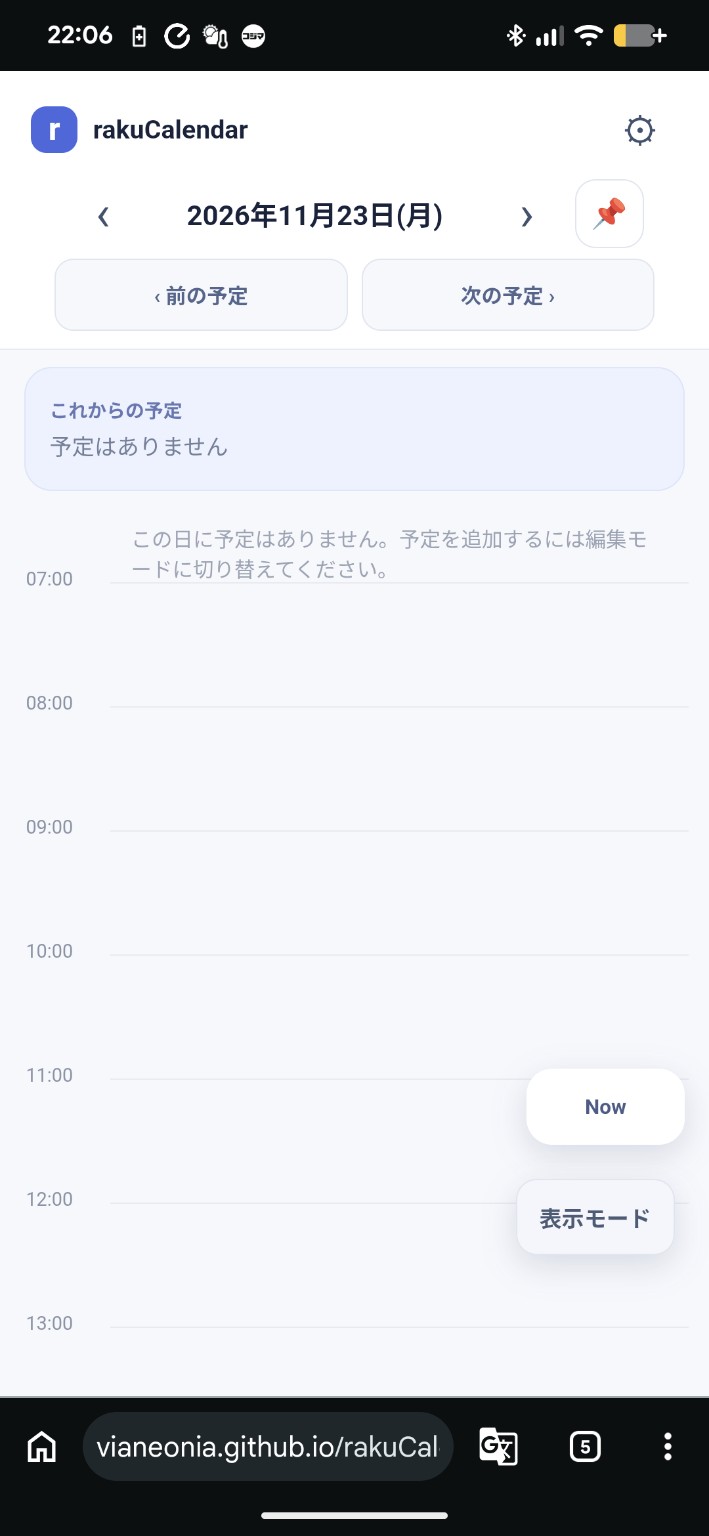 22:06
コジマ
r rakuCalendar
‹ 2026年11月23日(月) ›
‹ 前の予定 次の予定 ›
これからの予定
予定はありません
この日に予定はありません。予定を追加するには編集モ
ードに切り替えてください。
07:00
08:00
09:00
10:00
11:00
Now
12:00
表示モード
13:00
vianeonia.github.io/rakuCal
G文
5